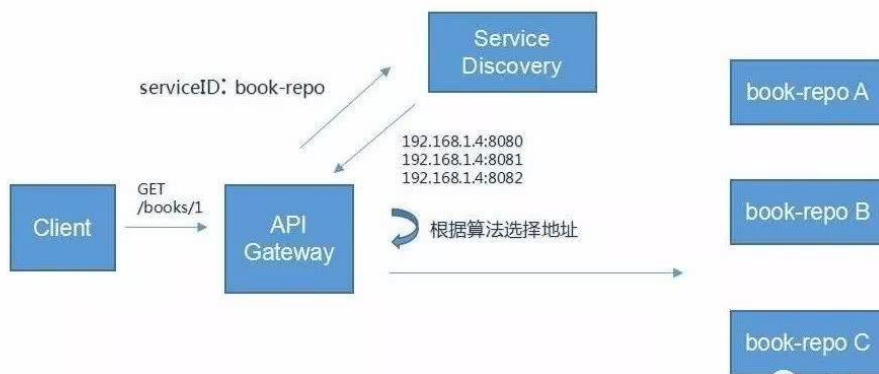 Service
Discovery
serviceID: book-repo
book-repo A
192.168.1.4:8080
192.168.1.4:8081
192.168.1.4:8082
GET
/books/1
Client
API
Gateway
根据算法选择地址
book-repo B
book-repo C